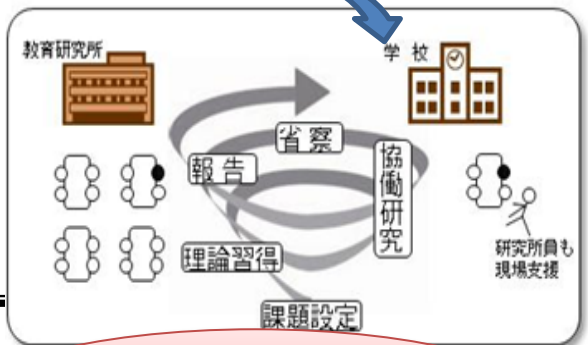 教育研究所
学校
省察
報告
協働研究
理論習得
課題設定
研究所員も
現場支援